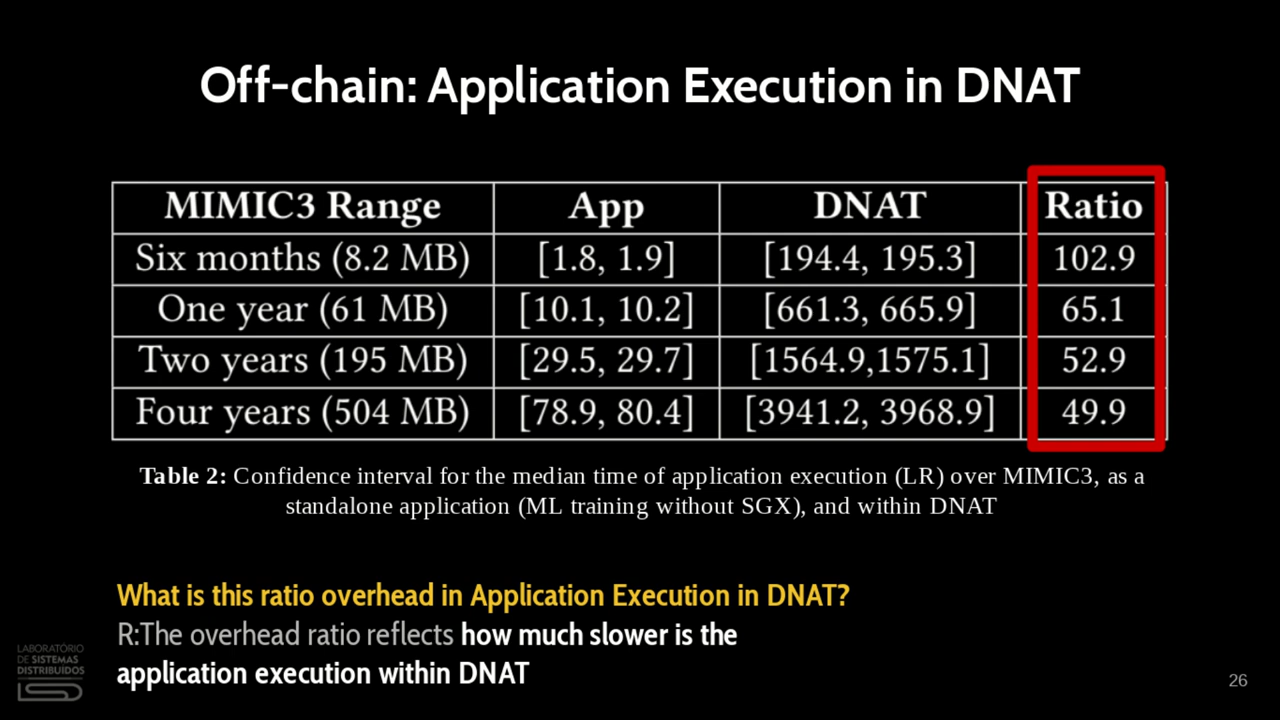 Off-chain: Application Execution in DNAT
MIMIC3 Range App DNAT Ratio
Six months (8.2 MB) [1.8, 1.9] [194.4, 195.3] 102.9
One year (61 MB) [10.1, 10.2] [661.3, 665.9] 65.1
Two years (195 MB) [29.5, 29.7] [1564.9,1575.1] 52.9
Four years (504 MB) [78.9, 80.4] [3941.2, 3968.9] 49.9
Table 2: Confidence interval for the median time of application execution (LR) over MIMIC3, as a
standalone application (ML training without SGX), and within DNAT
What is this ratio overhead in Application Execution in DNAT?
R:The overhead ratio reflects how much slower is the
application execution within DNAT
LABORATÓRIO
DE SISTEMAS
DISTRIBUÍDOS
26